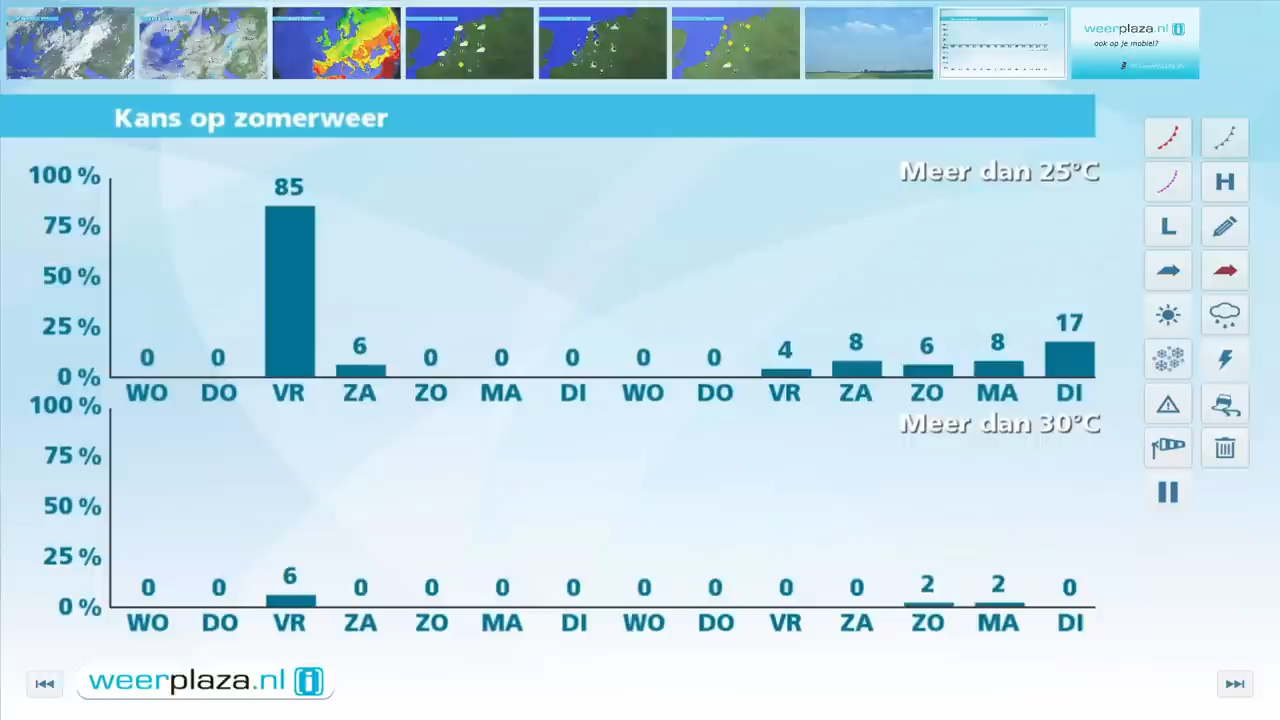 weerplaza.nl
ook op je mobiel?
Kans op zomerweer
Meer dan 25°C
100 %
75 %
50 %
25 %
0 %
0 0 85 6 0 0 0 0 0 4 8 6 8 17
WO DO VR ZA ZO MA DI WO DO VR ZA ZO MA DI
Meer dan 30°C
100 %
75 %
50 %
25 %
0 %
0 0 6 0 0 0 0 0 0 0 0 2 2 0
WO DO VR ZA ZO MA DI WO DO VR ZA ZO MA DI
H
L
weerplaza.nl